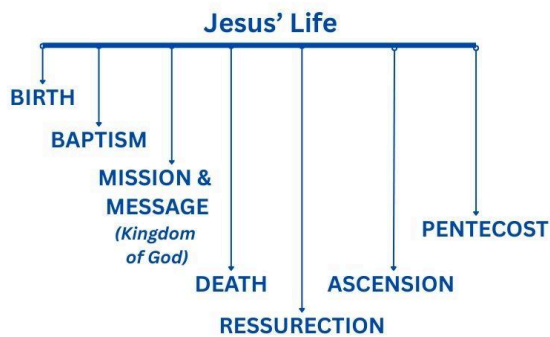 Jesus' Life
BIRTH
BAPTISM
MISSION &
MESSAGE
(Kingdom
of God)
DEATH
RESSURECTION
ASCENSION
PENTECOST